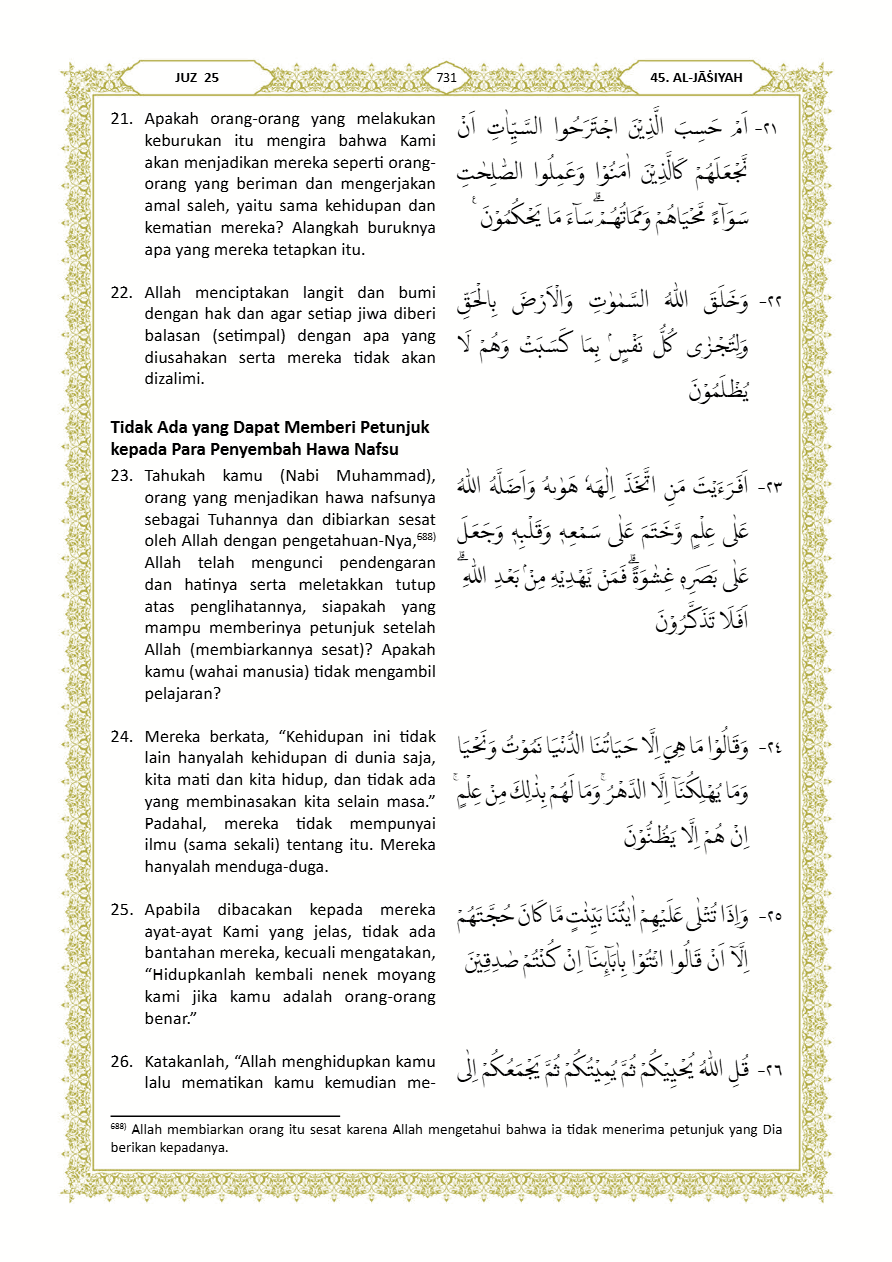 JUZ 25
731
45. AL-JĀŚIYAH
21. Apakah orang-orang yang melakukan
keburukan itu mengira bahwa Kami
akan menjadikan mereka seperti orang-
orang yang beriman dan mengerjakan
amal saleh, yaitu sama kehidupan dan
kematian mereka? Alangkah buruknya
apa yang mereka tetapkan itu.
٢١- اَمْ حَسِبَ الَّذِيْنَ اجْتَرَحُوا السَّيِّاٰتِ اَنْ
نَّجْعَلَهُمْ كَالَّذِيْنَ اٰمَنُوْا وَعَمِلُوا الصّٰلِحٰتِ
سَوَاۤءً مَّحْيَاهُمْ وَمَمَاتُهُمْ ۗسَاۤءَ مَا يَحْكُمُوْنَ ࣖ
22. Allah menciptakan langit dan bumi
dengan hak dan agar setiap jiwa diberi
balasan (setimpal) dengan apa yang
diusahakan serta mereka tidak akan
dizalimi.
٢٢- وَخَلَقَ اللّٰهُ السَّمٰوٰتِ وَالْاَرْضَ بِالْحَقِّ
وَلِتُجْزٰى كُلُّ نَفْسٍۢ بِمَا كَسَبَتْ وَهُمْ لَا
يُظْلَمُوْنَ
Tidak Ada yang Dapat Memberi Petunjuk
kepada Para Penyembah Hawa Nafsu
23. Tahukah kamu (Nabi Muhammad),
orang yang menjadikan hawa nafsunya
sebagai Tuhannya dan dibiarkan sesat
oleh Allah dengan pengetahuan-Nya,⁶⁸⁸⁾
Allah telah mengunci pendengaran
dan hatinya serta meletakkan tutup
atas penglihatannya, siapakah yang
mampu memberinya petunjuk setelah
Allah (membiarkannya sesat)? Apakah
kamu (wahai manusia) tidak mengambil
pelajaran?
٢٣- اَفَرَءَيْتَ مَنِ اتَّخَذَ اِلٰهَهٗ هَوٰىهُ وَاَضَلَّهُ اللّٰهُ
عَلٰى عِلْمٍ وَّخَتَمَ عَلٰى سَمْعِهٖ وَقَلْبِهٖ وَجَعَلَ
عَلٰى بَصَرِهٖ غِشٰوَةًۗ فَمَنْ يَّهْدِيْهِ مِنْۢ بَعْدِ اللّٰهِ ۗ
اَفَلَا تَذَكَّرُوْنَ
24. Mereka berkata, “Kehidupan ini tidak
lain hanyalah kehidupan di dunia saja,
kita mati dan kita hidup, dan tidak ada
yang membinasakan kita selain masa.”
Padahal, mereka tidak mempunyai
ilmu (sama sekali) tentang itu. Mereka
hanyalah menduga-duga.
٢٤- وَقَالُوْا مَا هِيَ اِلَّا حَيَاتُنَا الدُّنْيَا نَمُوْتُ وَنَحْيَا
وَمَا يُهْلِكُنَآ اِلَّا الدَّهْرُۚ وَمَا لَهُمْ بِذٰلِكَ مِنْ عِلْمٍۚ
اِنْ هُمْ اِلَّا يَظُنُّوْنَ
25. Apabila dibacakan kepada mereka
ayat-ayat Kami yang jelas, tidak ada
bantahan mereka, kecuali mengatakan,
“Hidupkanlah kembali nenek moyang
kami jika kamu adalah orang-orang
benar.”
٢٥- وَاِذَا تُتْلٰى عَلَيْهِمْ اٰيٰتُنَا بَيِّنٰتٍ مَّا كَانَ حُجَّتَهُمْ
اِلَّآ اَنْ قَالُوا ائْتُوْا بِاٰبَاۤىِٕنَآ اِنْ كُنْتُمْ صٰدِقِيْنَ
26. Katakanlah, “Allah menghidupkan kamu
lalu mematikan kamu kemudian me-
٢٦- قُلِ اللّٰهُ يُحْيِيْكُمْ ثُمَّ يُمِيْتُكُمْ ثُمَّ يَجْمَعُكُمْ اِلٰى
⁶⁸⁸⁾ Allah membiarkan orang itu sesat karena Allah mengetahui bahwa ia tidak menerima petunjuk yang Dia
berikan kepadanya.